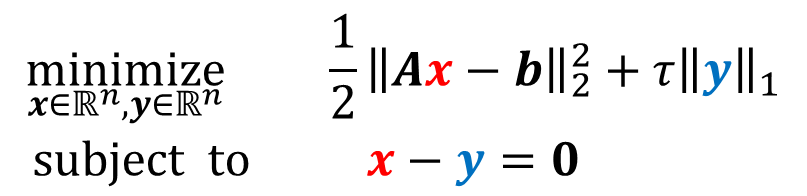 minimize 1/2 ‖Ax − b‖₂² + τ‖y‖₁
x∈ℝⁿ,y∈ℝⁿ
subject to x − y = 0